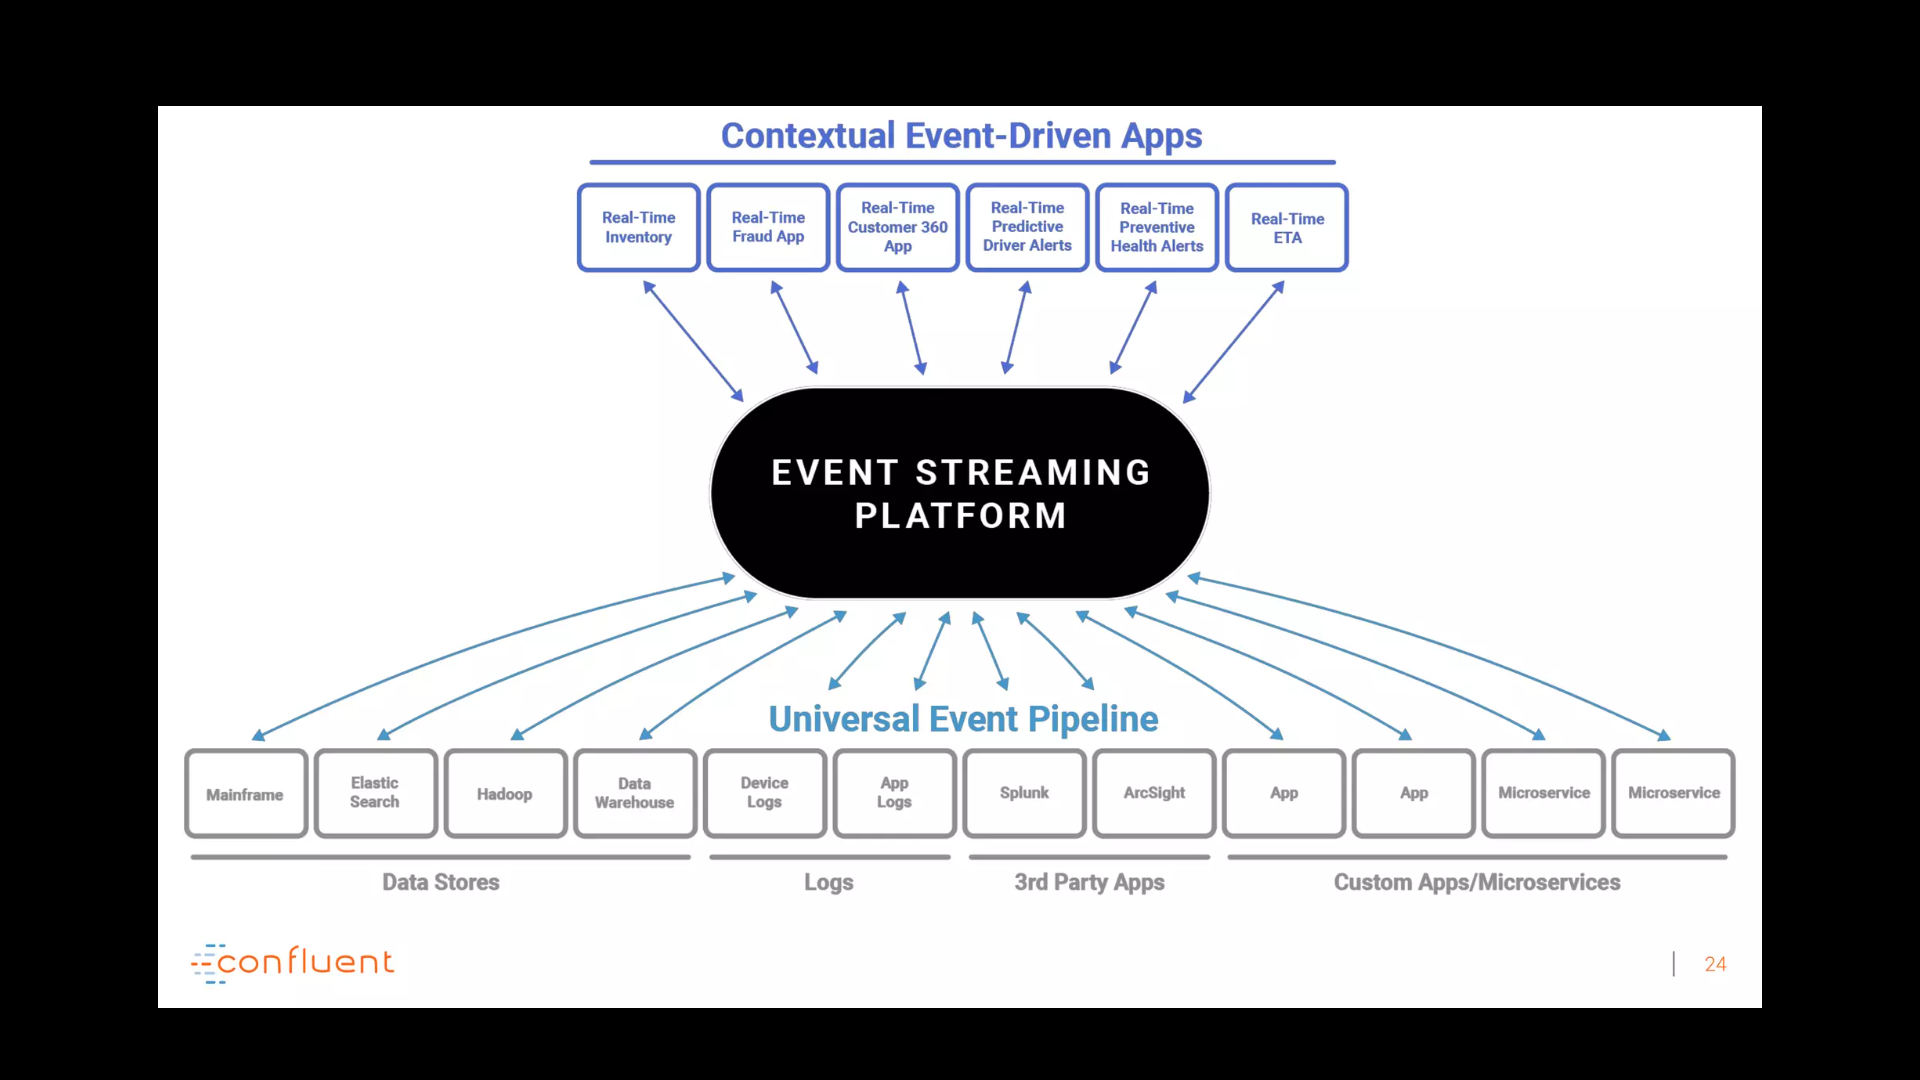 Contextual Event-Driven Apps
Real-Time
Inventory
Real-Time
Fraud App
Real-Time
Customer 360
App
Real-Time
Predictive
Driver Alerts
Real-Time
Preventive
Health Alerts
Real-Time
ETA
EVENT STREAMING
PLATFORM
Universal Event Pipeline
Mainframe
Elastic
Search
Hadoop
Data
Warehouse
Device
Logs
App
Logs
Splunk
ArcSight
App
App
Microservice
Microservice
Data Stores
Logs
3rd Party Apps
Custom Apps/Microservices
confluent
24